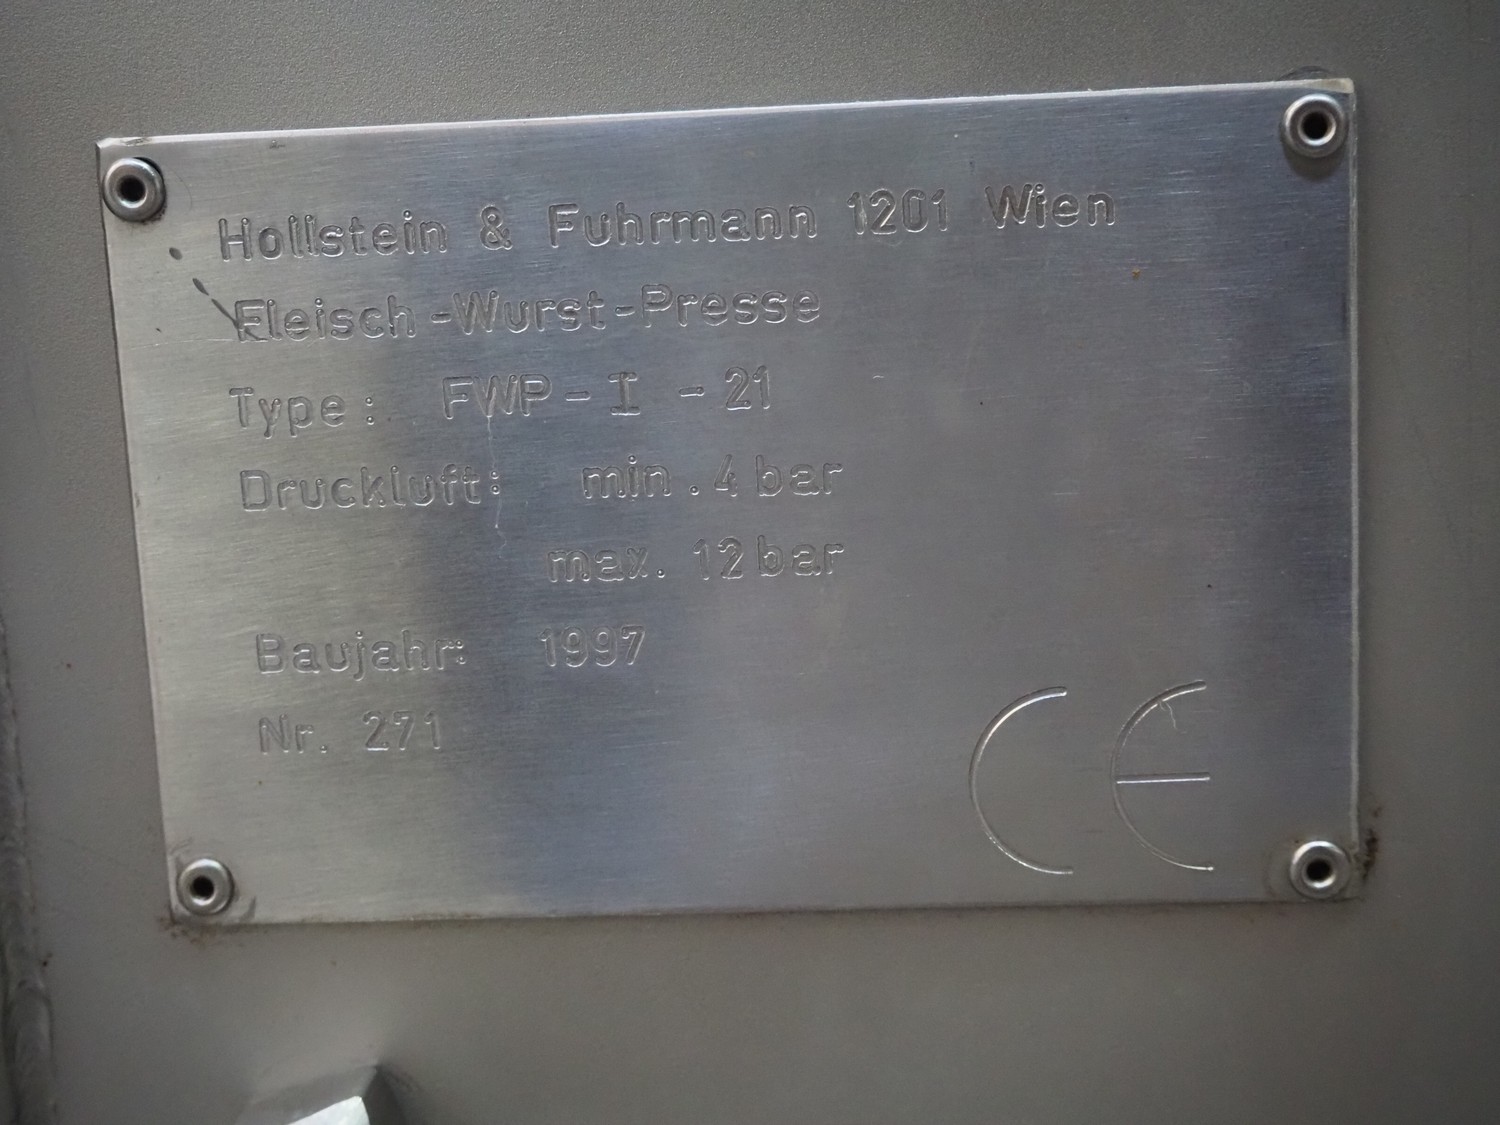 Hollstein & Fuhrmann 1201 Wien
Fleisch-Wurst-Presse
Type: FWP-I-21
Druckluft: min. 4 bar
max. 12 bar
Baujahr: 1997
Nr. 271
CE